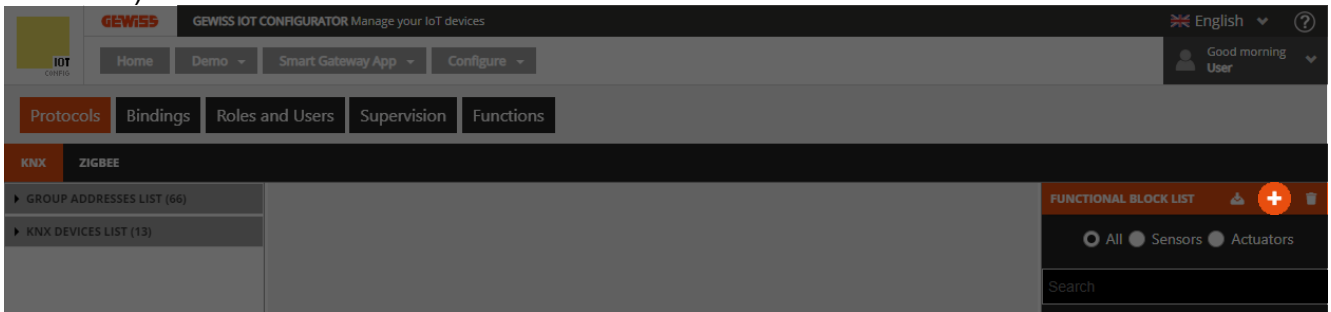 GEWISS
GEWISS IOT CONFIGURATOR Manage your IoT devices
English
?
IOT
CONFIG
Home
Demo
Smart Gateway App
Configure
Good morning
User
Protocols
Bindings
Roles and Users
Supervision
Functions
KNX
ZIGBEE
GROUP ADDRESSES LIST (66)
KNX DEVICES LIST (13)
FUNCTIONAL BLOCK LIST
All
Sensors
Actuators
Search